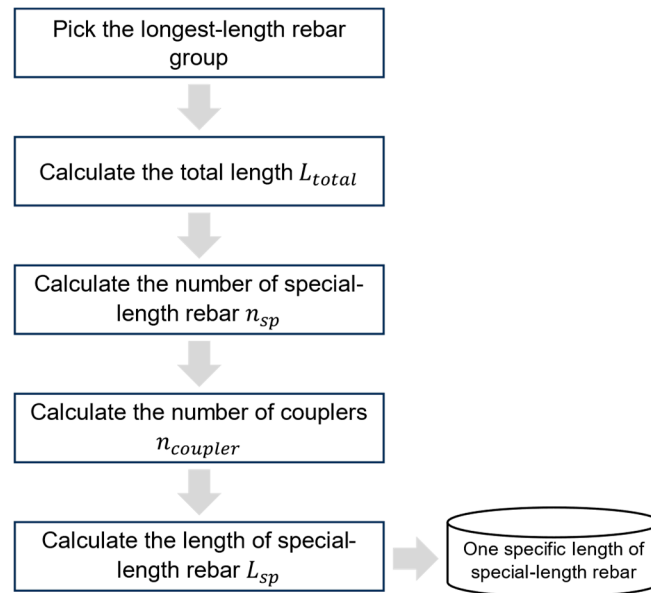 Pick the longest-length rebar
group
Calculate the total length L_total
Calculate the number of special-
length rebar n_sp
Calculate the number of couplers
n_coupler
Calculate the length of special-
length rebar L_sp
One specific length of
special-length rebar